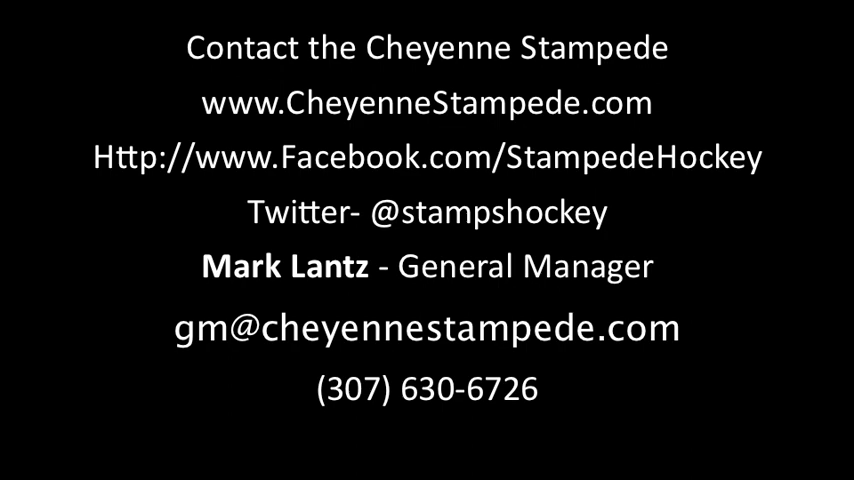 Contact the Cheyenne Stampede
www.CheyenneStampede.com
Http://www.Facebook.com/StampedeHockey
Twitter- @stampshockey
Mark Lantz - General Manager
gm@cheyennestampede.com
(307) 630-6726